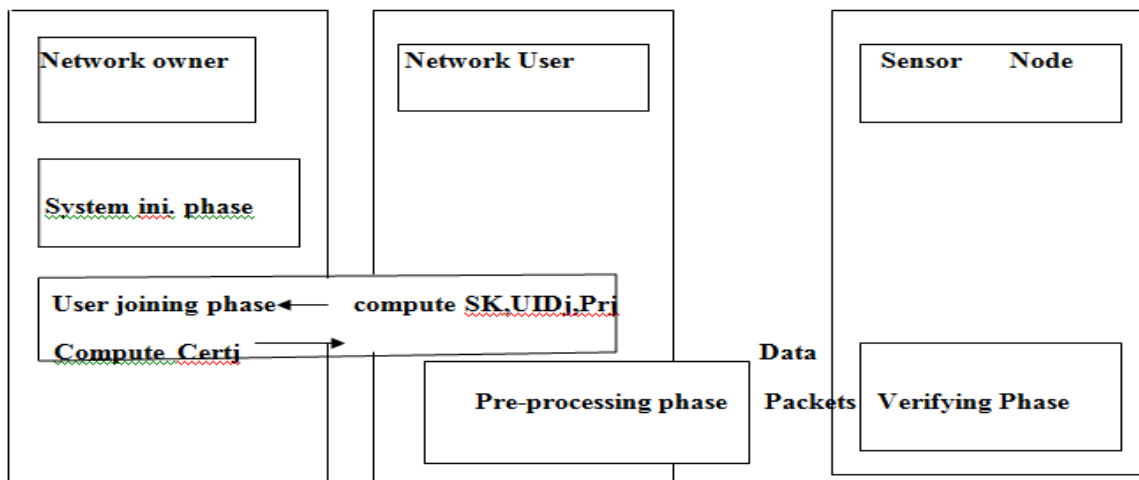 Network owner
Network User
Sensor Node
System ini. phase
User joining phase compute SK,UIDj,Prj
Compute Certj
Data
Pre-processing phase Packets Verifying Phase